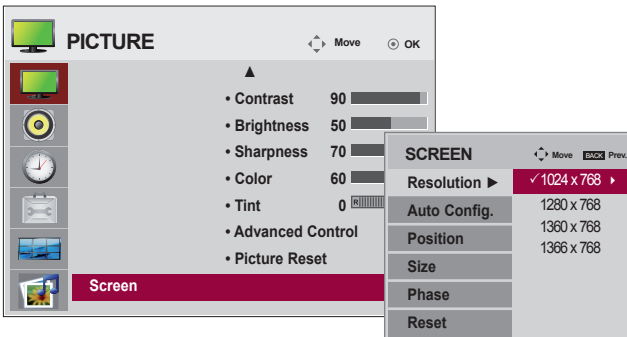 PICTURE
Move
OK
▲
• Contrast 90
• Brightness 50
• Sharpness 70
• Color 60
• Tint 0 R
• Advanced Control
• Picture Reset
Screen
SCREEN
Move BACK Prev.
Resolution ►
✓1024 x 768
1280 x 768
1360 x 768
1366 x 768
Auto Config.
Position
Size
Phase
Reset